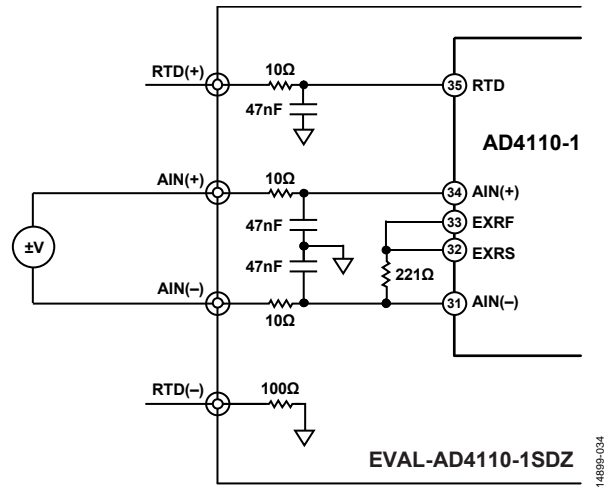 10Ω
RTD(+)
35 RTD
47nF
AD4110-1
10Ω
AIN(+)
34 AIN(+)
33 EXRF
47nF
32 EXRS
±V
47nF
221Ω
AIN(–)
31 AIN(–)
10Ω
RTD(–)
100Ω
EVAL-AD4110-1SDZ
14899-034